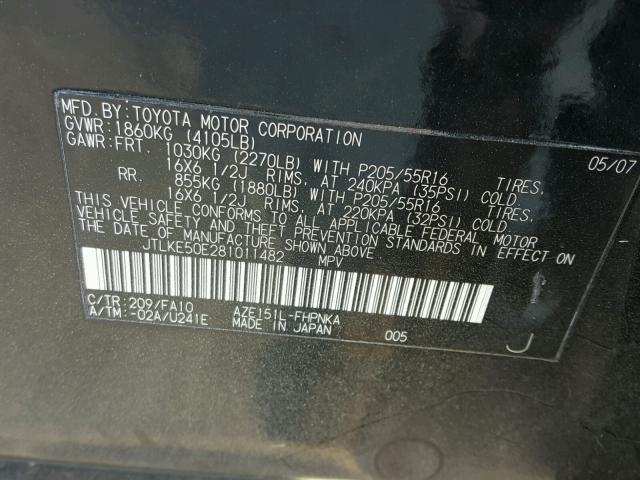 MFD.BY:TOYOTA MOTOR CORPORATION 05/07
GVWR:1860KG (4105LB)
GAWR:FRT. 1030KG (2270LB) WITH P205/55R16 TIRES,
16X6 1/2J RIMS, AT 240KPA (35PSI) COLD.
RR. 855KG (1880LB) WITH P205/55R16 TIRES,
16X6 1/2J RIMS, AT 220KPA (32PSI) COLD.
THIS VEHICLE CONFORMS TO ALL APPLICABLE FEDERAL MOTOR
VEHICLE SAFETY AND THEFT PREVENTION STANDARDS IN EFFECT ON
THE DATE OF MANUFACTURE SHOWN ABOVE.
JTLKE50E281011482 MPV
C/TR:209/FA10 AZE151L-FHPNKA
A/TM:-02A/U241E MADE IN JAPAN 005 J